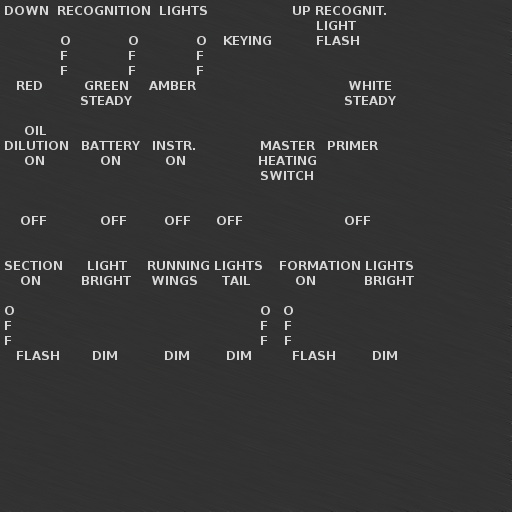 DOWN RECOGNITION LIGHTS UP RECOGNIT.
LIGHT
O O O KEYING FLASH
F F F
F F F
RED GREEN AMBER WHITE
STEADY STEADY
OIL
DILUTION BATTERY INSTR. MASTER PRIMER
ON ON ON HEATING
SWITCH
OFF OFF OFF OFF OFF
SECTION LIGHT RUNNING LIGHTS FORMATION LIGHTS
ON BRIGHT WINGS TAIL ON BRIGHT
O O O
F F F
F F F
FLASH DIM DIM DIM FLASH DIM